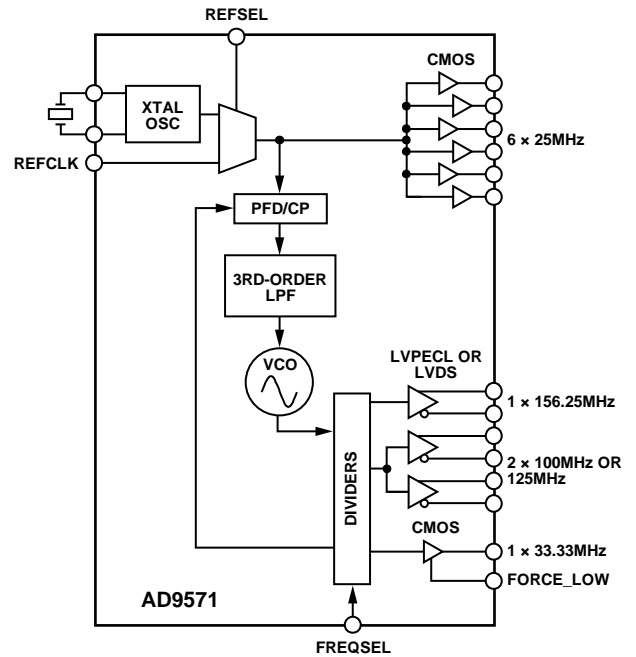 REFSEL
CMOS
XTAL
OSC
6 × 25MHz
REFCLK
PFD/CP
3RD-ORDER
LPF
VCO
LVPECL OR
LVDS
1 × 156.25MHz
2 × 100MHz OR
125MHz
DIVIDERS
CMOS
1 × 33.33MHz
FORCE_LOW
AD9571
FREQSEL